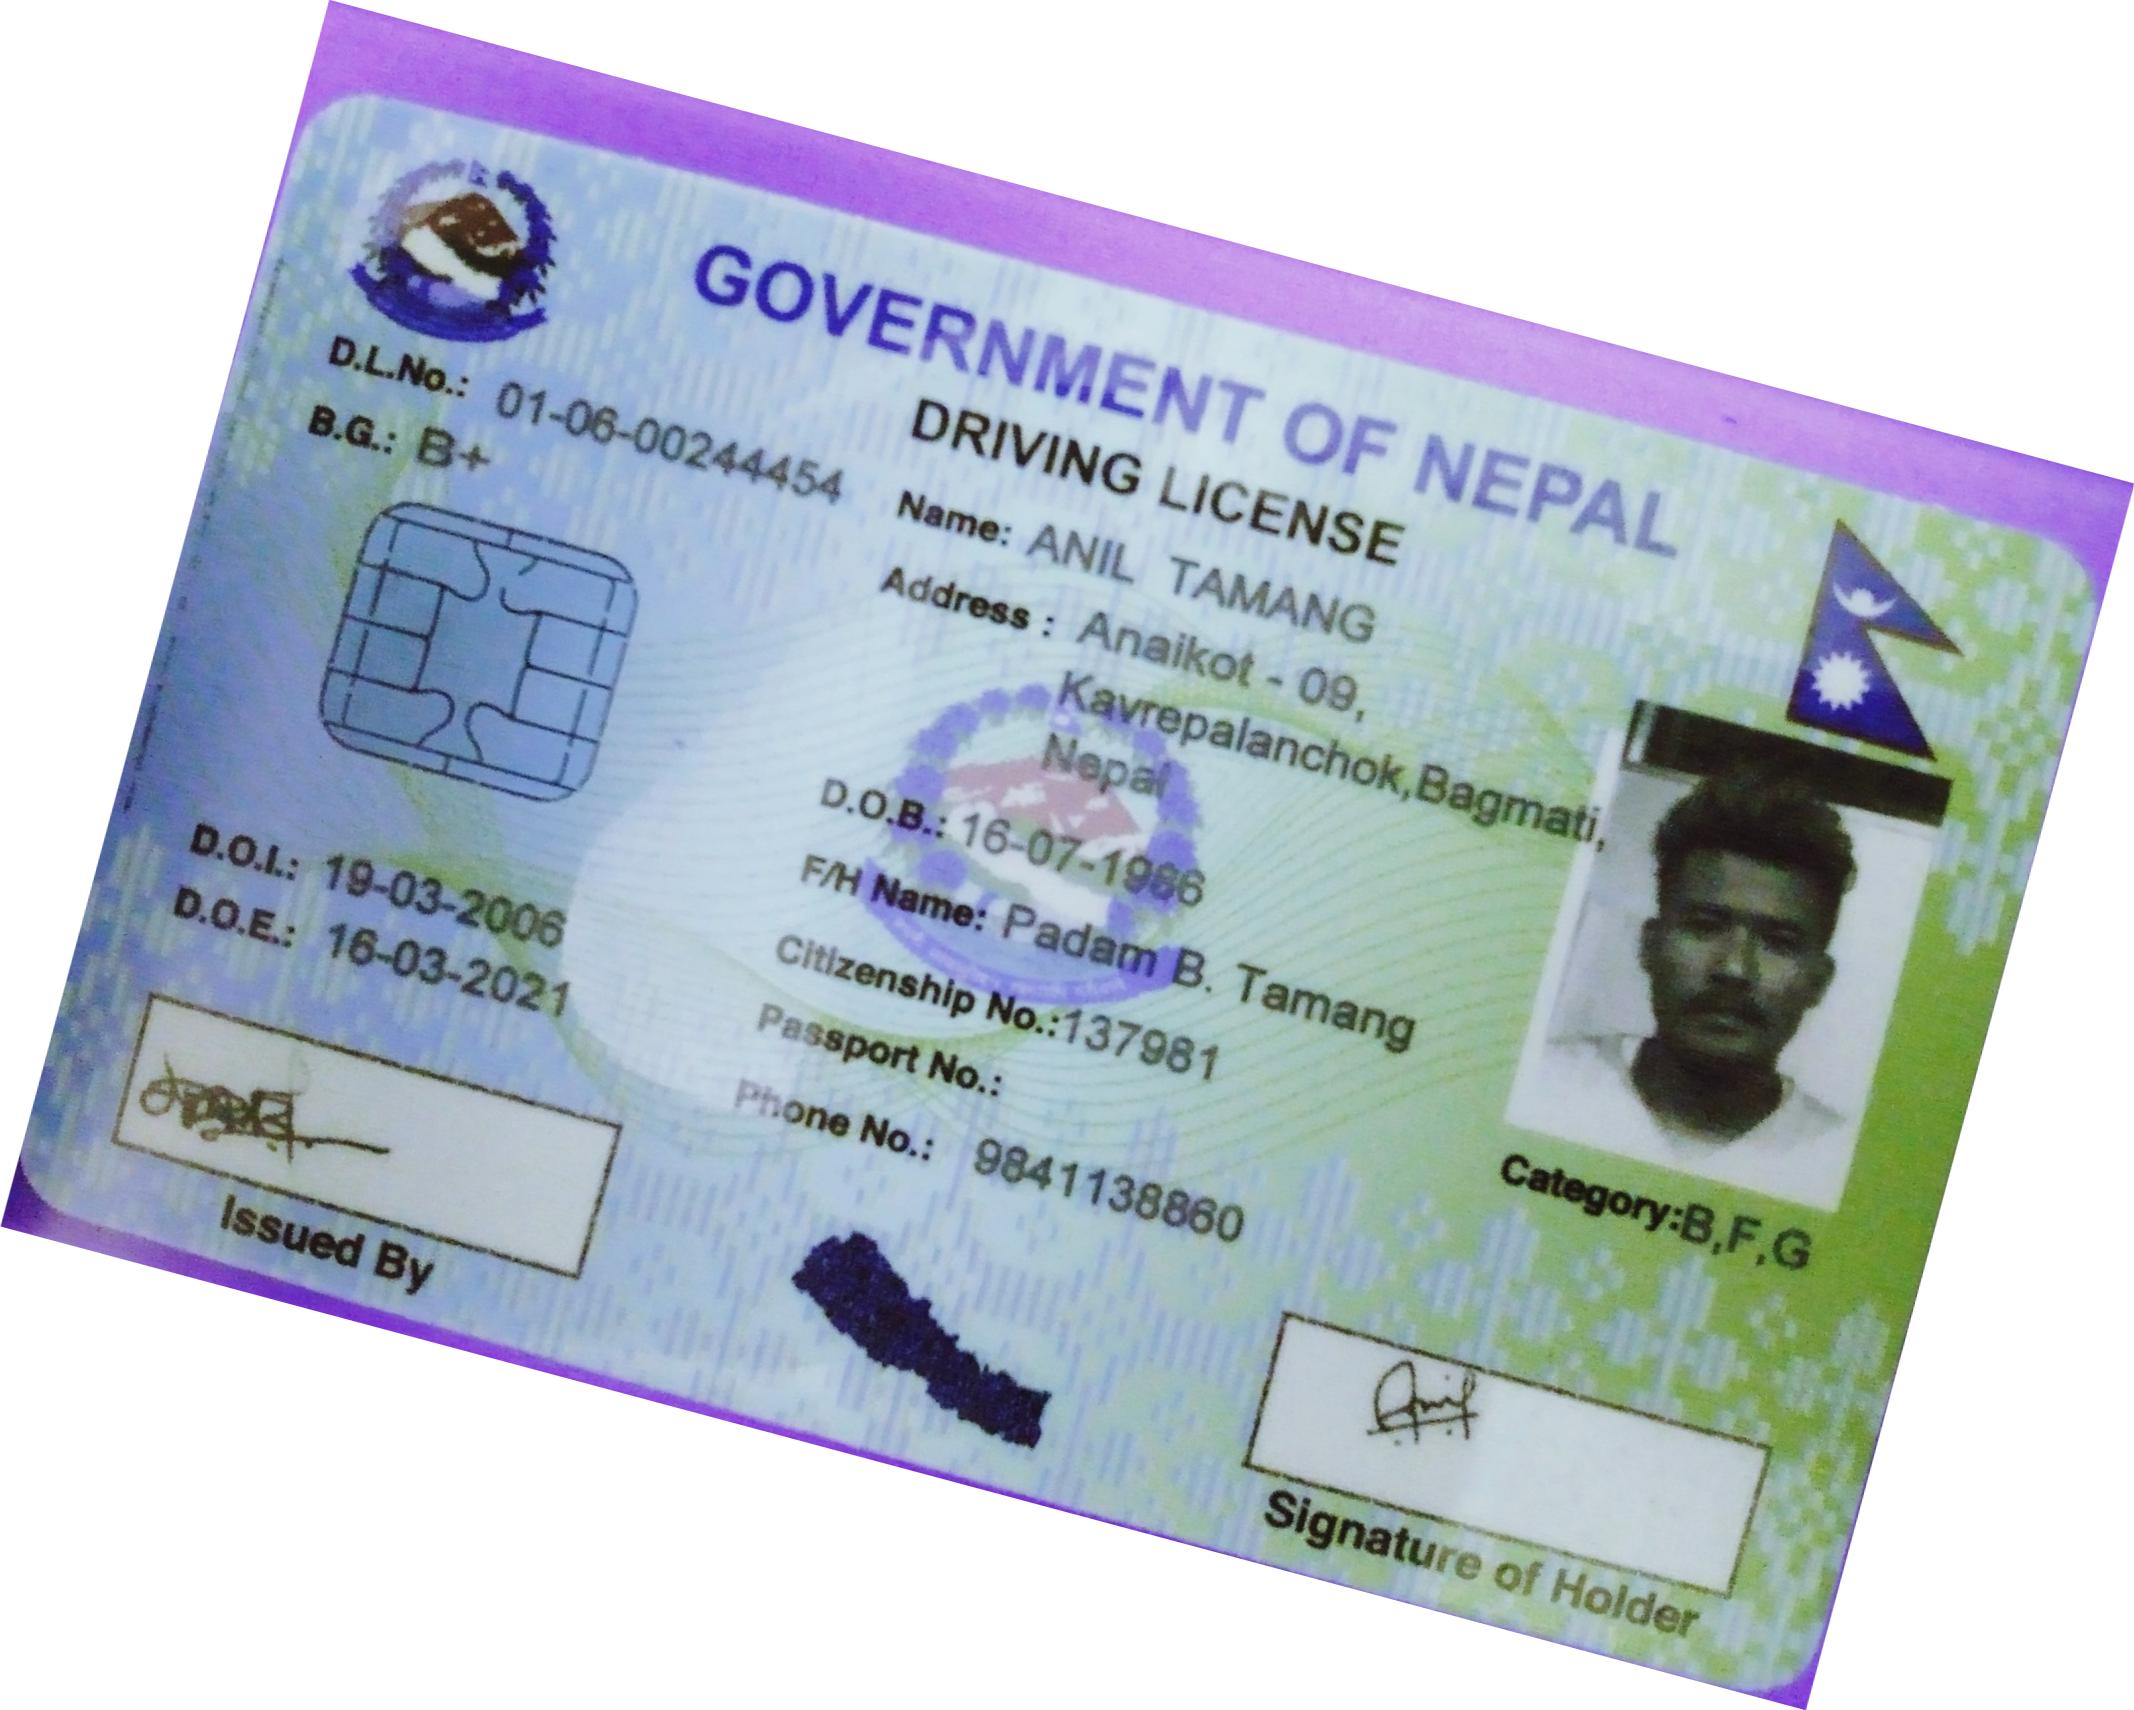 GOVERNMENT OF NEPAL
DRIVING LICENSE
D.L.No.: 01-06-00244454
B.G.: B+
Name: ANIL TAMANG
Address : Anaikot - 09,
Kavrepalanchok,Bagmati,
Nepal
D.O.B.: 16-07-1966
F/H Name: Padam B. Tamang
Citizenship No.:137981
Passport No.:
Phone No.: 9841138860
D.O.I.: 19-03-2006
D.O.E.: 16-03-2021
Issued By
Category:B,F,G
Anil
Signature of Holder